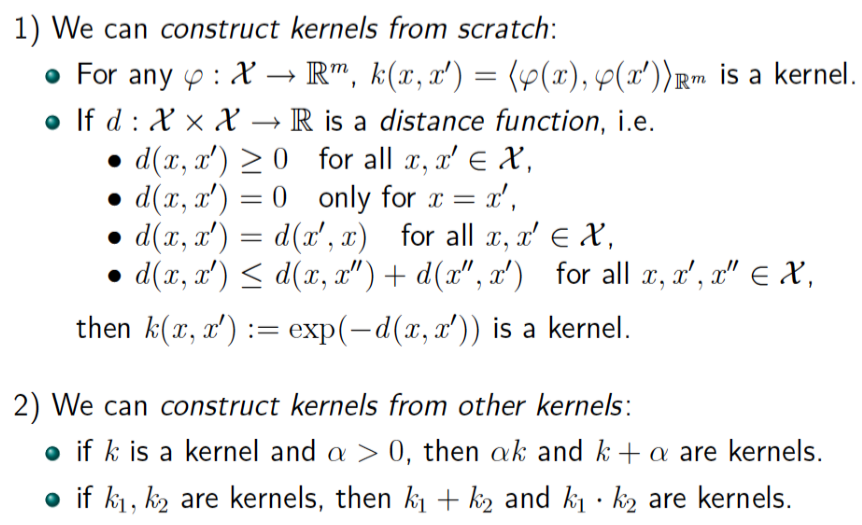 1) We can construct kernels from scratch:
• For any φ : 𝒳 → ℝᵐ, k(x, x′) = ⟨φ(x), φ(x′)⟩_ℝᵐ is a kernel.
• If d : 𝒳 × 𝒳 → ℝ is a distance function, i.e.
• d(x, x′) ≥ 0 for all x, x′ ∈ 𝒳,
• d(x, x′) = 0 only for x = x′,
• d(x, x′) = d(x′, x) for all x, x′ ∈ 𝒳,
• d(x, x′) ≤ d(x, x′′) + d(x′′, x′) for all x, x′, x′′ ∈ 𝒳,
then k(x, x′) := exp(−d(x, x′)) is a kernel.
2) We can construct kernels from other kernels:
• if k is a kernel and α > 0, then αk and k + α are kernels.
• if k₁, k₂ are kernels, then k₁ + k₂ and k₁ · k₂ are kernels.